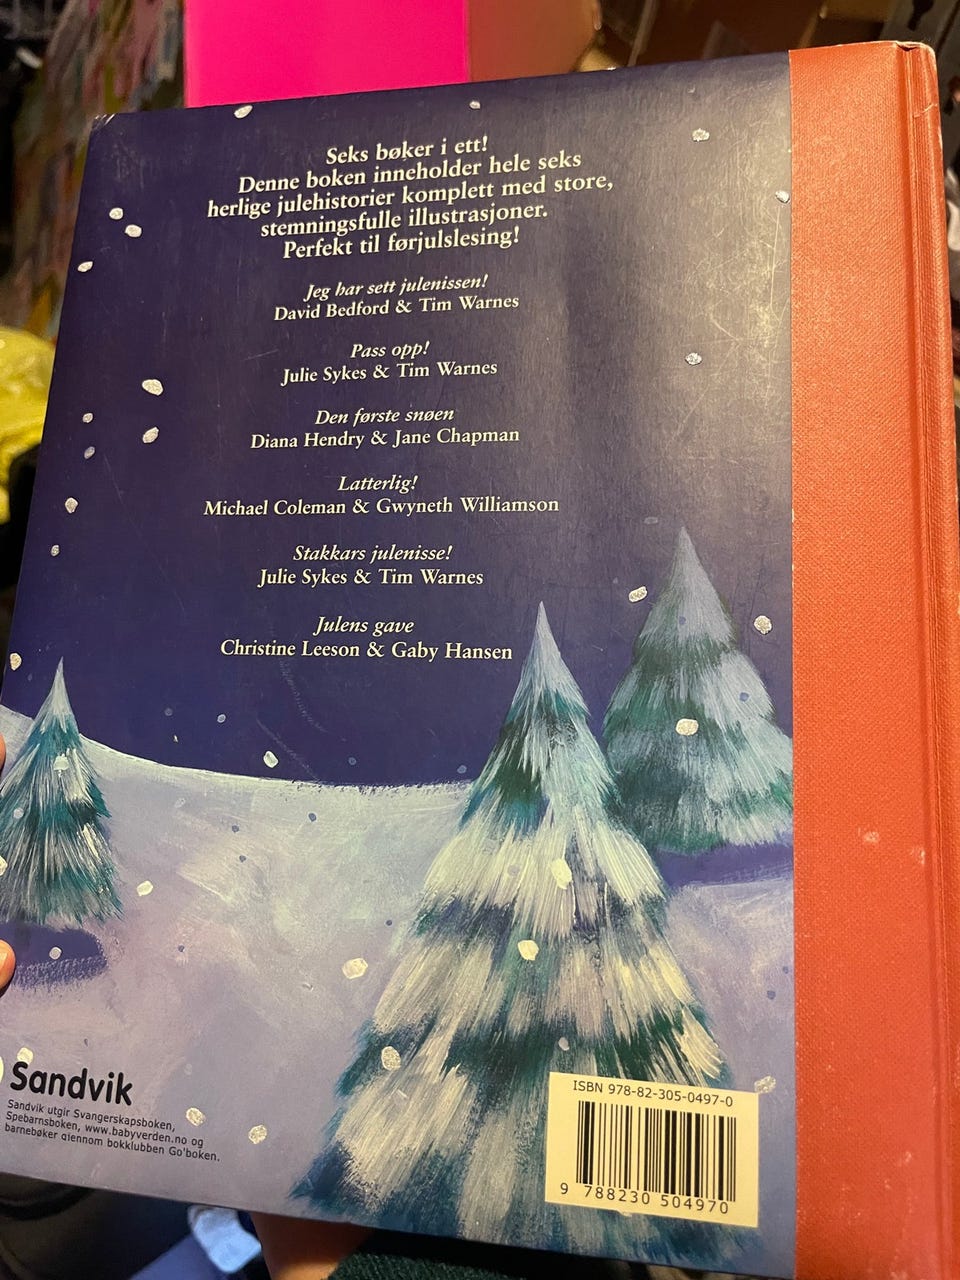 Seks bøker i ett!
Denne boken inneholder hele seks
herlige julehistorier komplett med store,
stemningsfulle illustrasjoner.
Perfekt til førjulslesing!
Jeg har sett julenissen!
David Bedford & Tim Warnes
Pass opp!
Julie Sykes & Tim Warnes
Den første snøen
Diana Hendry & Jane Chapman
Latterlig!
Michael Coleman & Gwyneth Williamson
Stakkars julenisse!
Julie Sykes & Tim Warnes
Julens gave
Christine Leeson & Gaby Hansen
Sandvik
Sandvik utgir Svangerskapsboken,
Spebarnsboken, www.babyverden.no og
barnebøker gjennom bokklubben Go'boken.
ISBN 978-82-305-0497-0
9 788230 504970